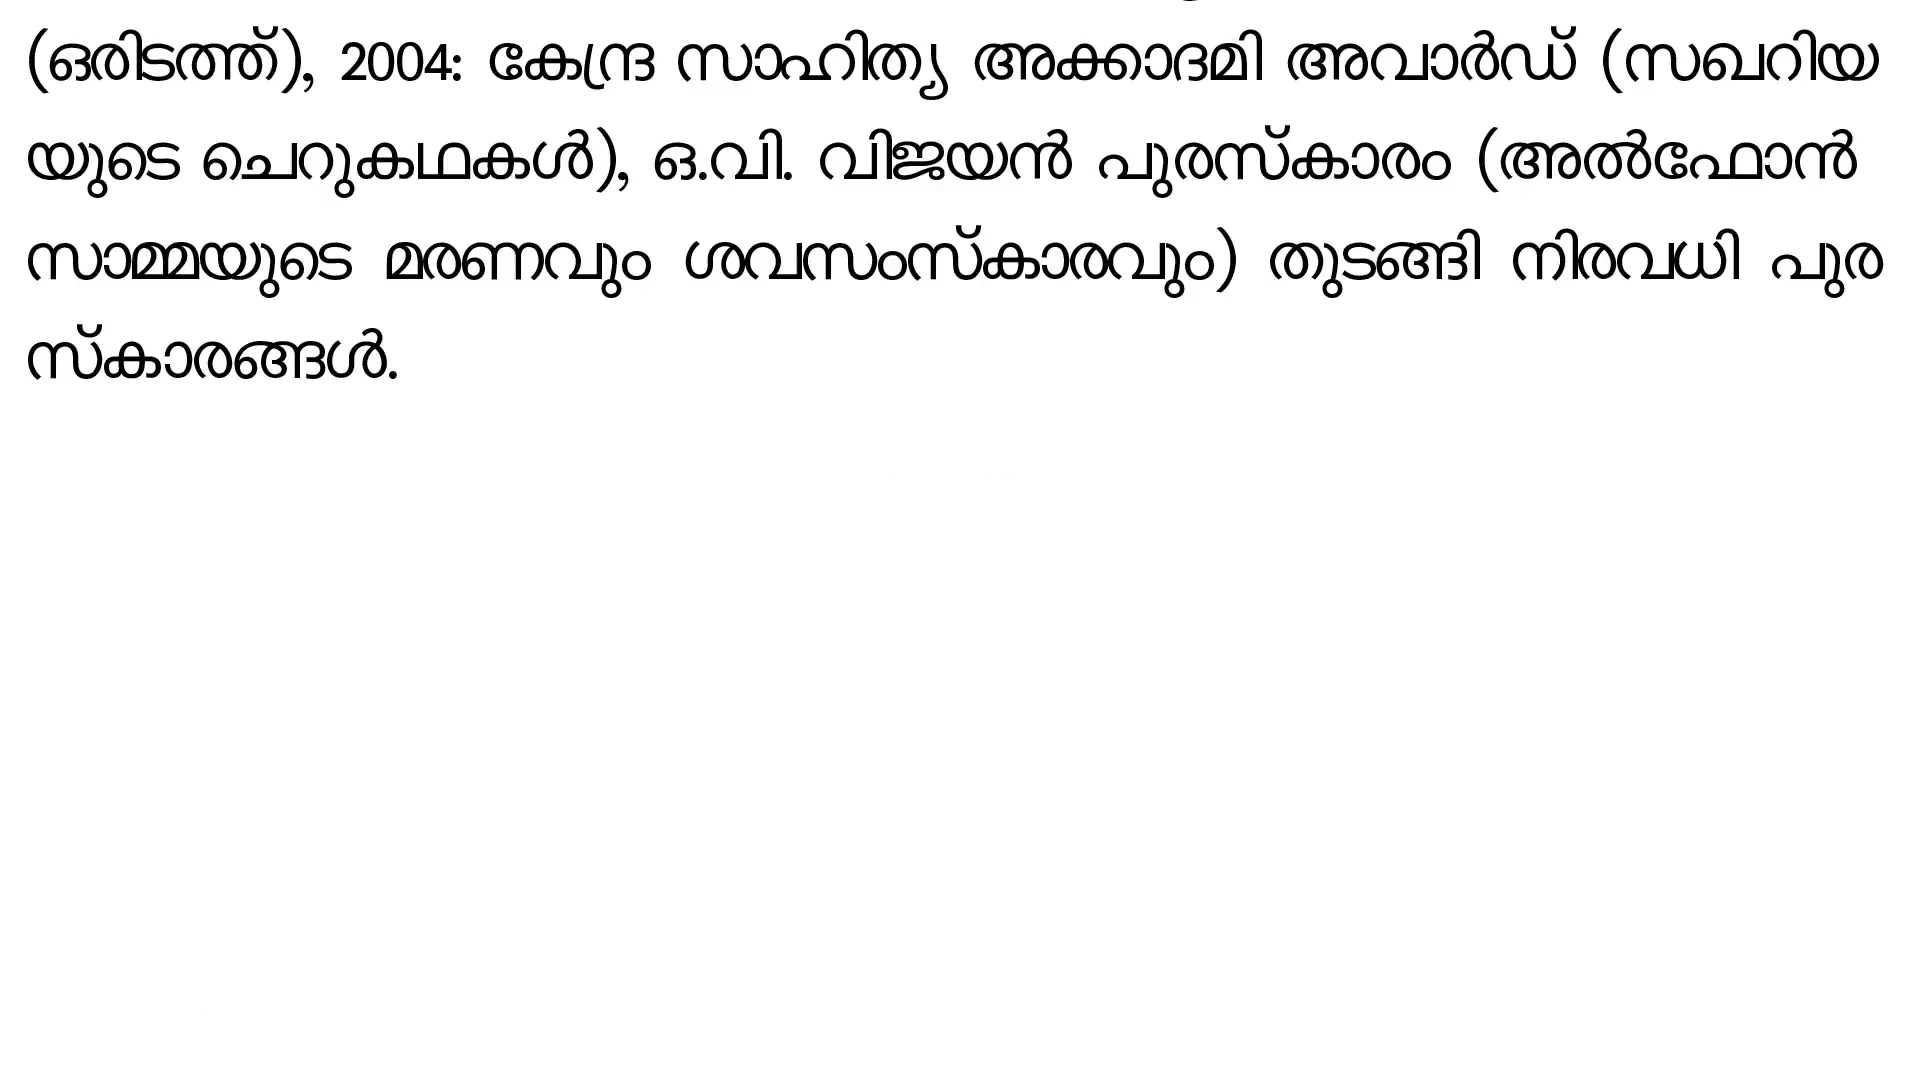 (ഒരിടത്ത്), 2004: കേന്ദ്ര സാഹിത്യ അക്കാദമി അവാർഡ് (സഖറിയ
യുടെ ചെറുകഥകൾ), ഒ.വി. വിജയൻ പുരസ്കാരം (അൽഫോൻ
സാമ്മയുടെ മരണവും ശവസംസ്കാരവും) തുടങ്ങി നിരവധി പുര
സ്കാരങ്ങൾ.